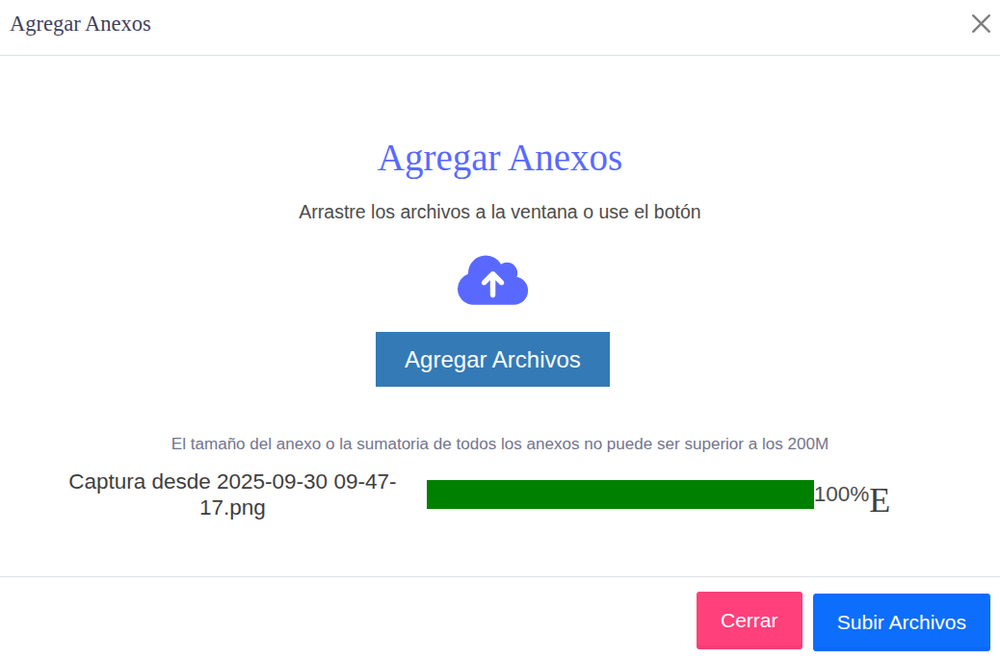 Agregar Anexos
Agregar Anexos
Arrastre los archivos a la ventana o use el botón
Agregar Archivos
El tamaño del anexo o la sumatoria de todos los anexos no puede ser superior a los 200M
Captura desde 2025-09-30 09-47-
17.png
100%E
Cerrar
Subir Archivos